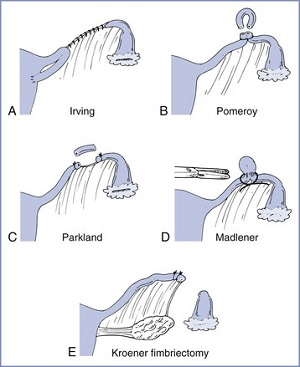 A Irving
B Pomeroy
C Parkland
D Madlener
E Kroener fimbriectomy